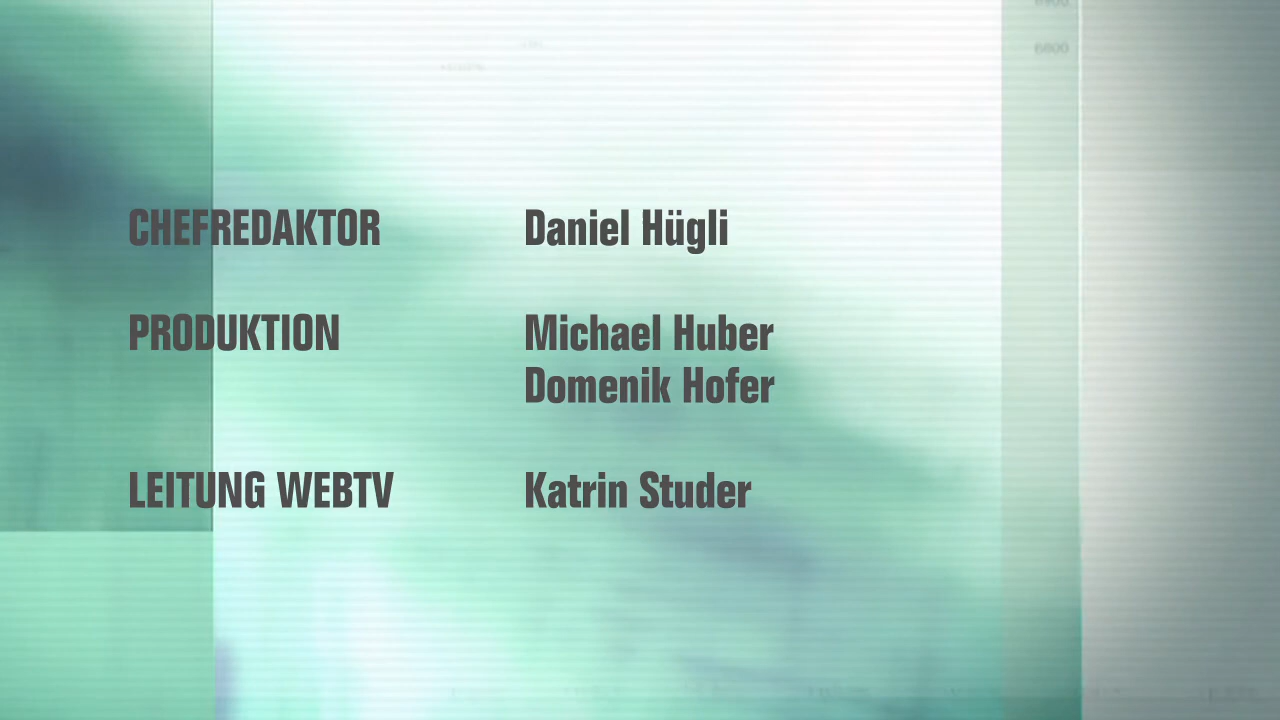 CHEFREDAKTOR Daniel Hügli
PRODUKTION Michael Huber
Domenik Hofer
LEITUNG WEBTV Katrin Studer